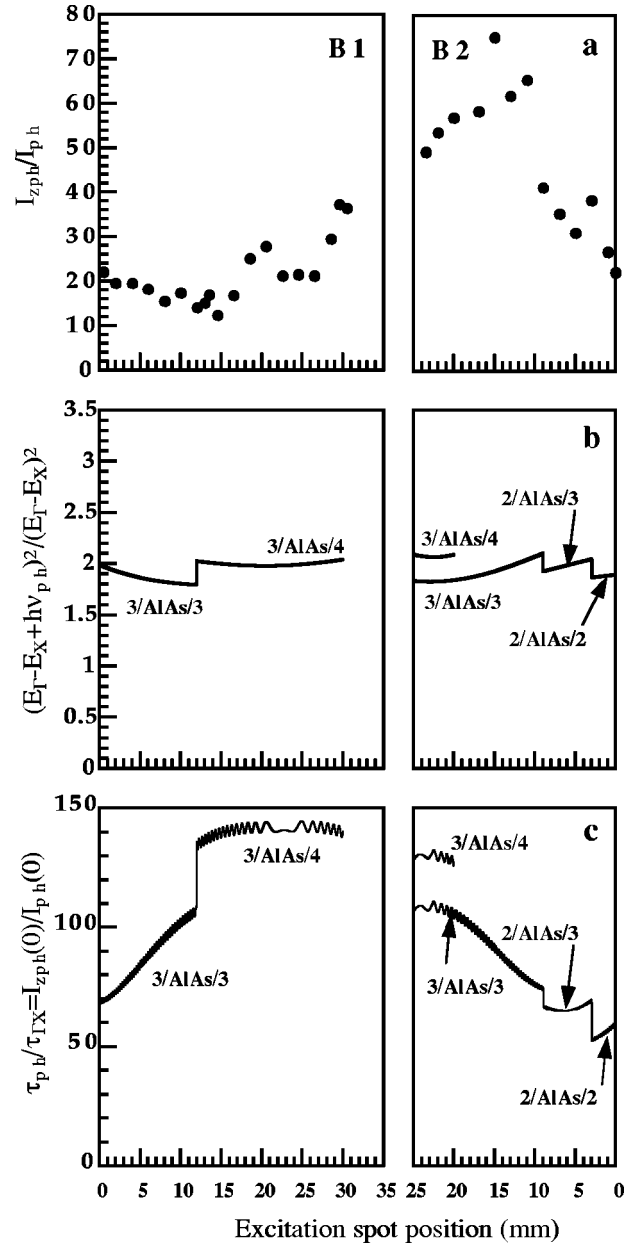 80
70
60
50
40
30
20
10
0
I_zph/I_ph
B 1
B 2
a
3.5
3
2.5
2
1.5
1
0.5
0
(E_Γ-E_X+hν_ph)²/(E_Γ-E_X)²
3/AlAs/3
3/AlAs/4
b
2/AlAs/3
3/AlAs/4
3/AlAs/3
2/AlAs/2
150
100
50
0
τ_ph/τ_ΓX=I_zph(0)/I_ph(0)
3/AlAs/4
3/AlAs/3
c
3/AlAs/4
2/AlAs/3
3/AlAs/3
2/AlAs/2
0 5 10 15 20 25 30 35
25 20 15 10 5 0
Excitation spot position (mm)